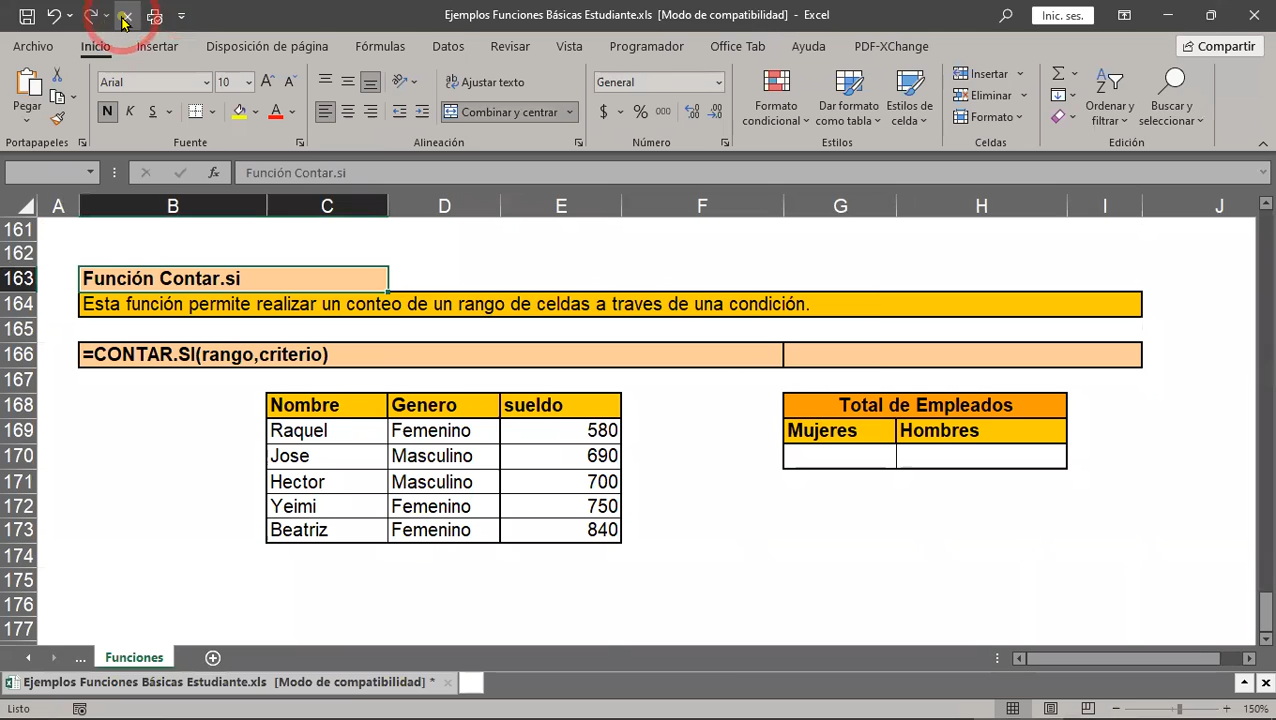 Ejemplos Funciones Básicas Estudiante.xls [Modo de compatibilidad] - Excel
Inic. ses.
Archivo Inicio Insertar Disposición de página Fórmulas Datos Revisar Vista Programador Office Tab Ayuda PDF-XChange Compartir
Pegar
Arial 10
N K S
Ajustar texto
Combinar y centrar
General
$ % 000
Formato condicional
Dar formato como tabla
Estilos de celda
Insertar
Eliminar
Formato
Ordenar y filtrar
Buscar y seleccionar
Portapapeles Fuente Alineación Número Estilos Celdas Edición
fx Función Contar.si
A B C D E F G H I J
161
162
163 Función Contar.si
164 Esta función permite realizar un conteo de un rango de celdas a traves de una condición.
165
166 =CONTAR.SI(rango,criterio)
167
168 Nombre Genero sueldo Total de Empleados
169 Raquel Femenino 580 Mujeres Hombres
170 Jose Masculino 690
171 Hector Masculino 700
172 Yeimi Femenino 750
173 Beatriz Femenino 840
174
175
176
177
... Funciones
Ejemplos Funciones Básicas Estudiante.xls [Modo de compatibilidad] *
Listo 150%